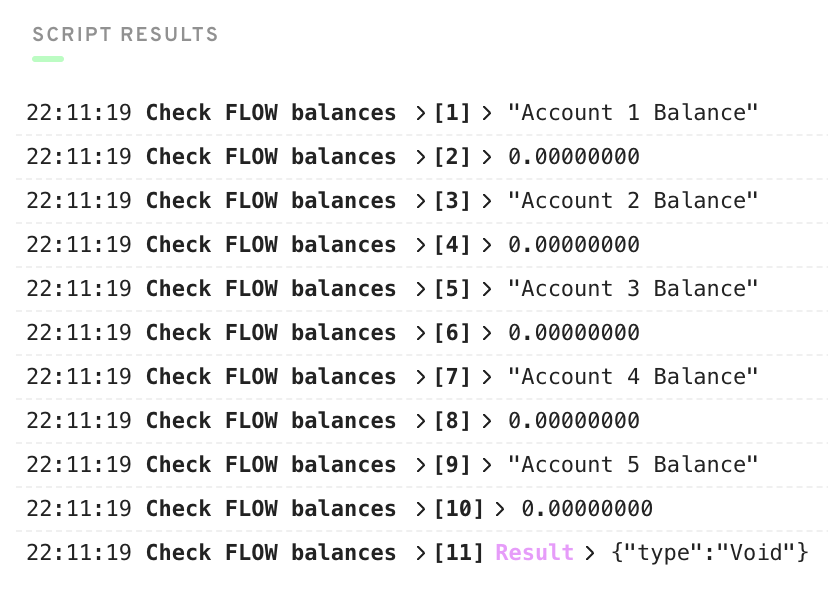 SCRIPT RESULTS
22:11:19 Check FLOW balances >[1] > "Account 1 Balance"
22:11:19 Check FLOW balances >[2] > 0.00000000
22:11:19 Check FLOW balances >[3] > "Account 2 Balance"
22:11:19 Check FLOW balances >[4] > 0.00000000
22:11:19 Check FLOW balances >[5] > "Account 3 Balance"
22:11:19 Check FLOW balances >[6] > 0.00000000
22:11:19 Check FLOW balances >[7] > "Account 4 Balance"
22:11:19 Check FLOW balances >[8] > 0.00000000
22:11:19 Check FLOW balances >[9] > "Account 5 Balance"
22:11:19 Check FLOW balances >[10] > 0.00000000
22:11:19 Check FLOW balances >[11] Result > {"type":"Void"}